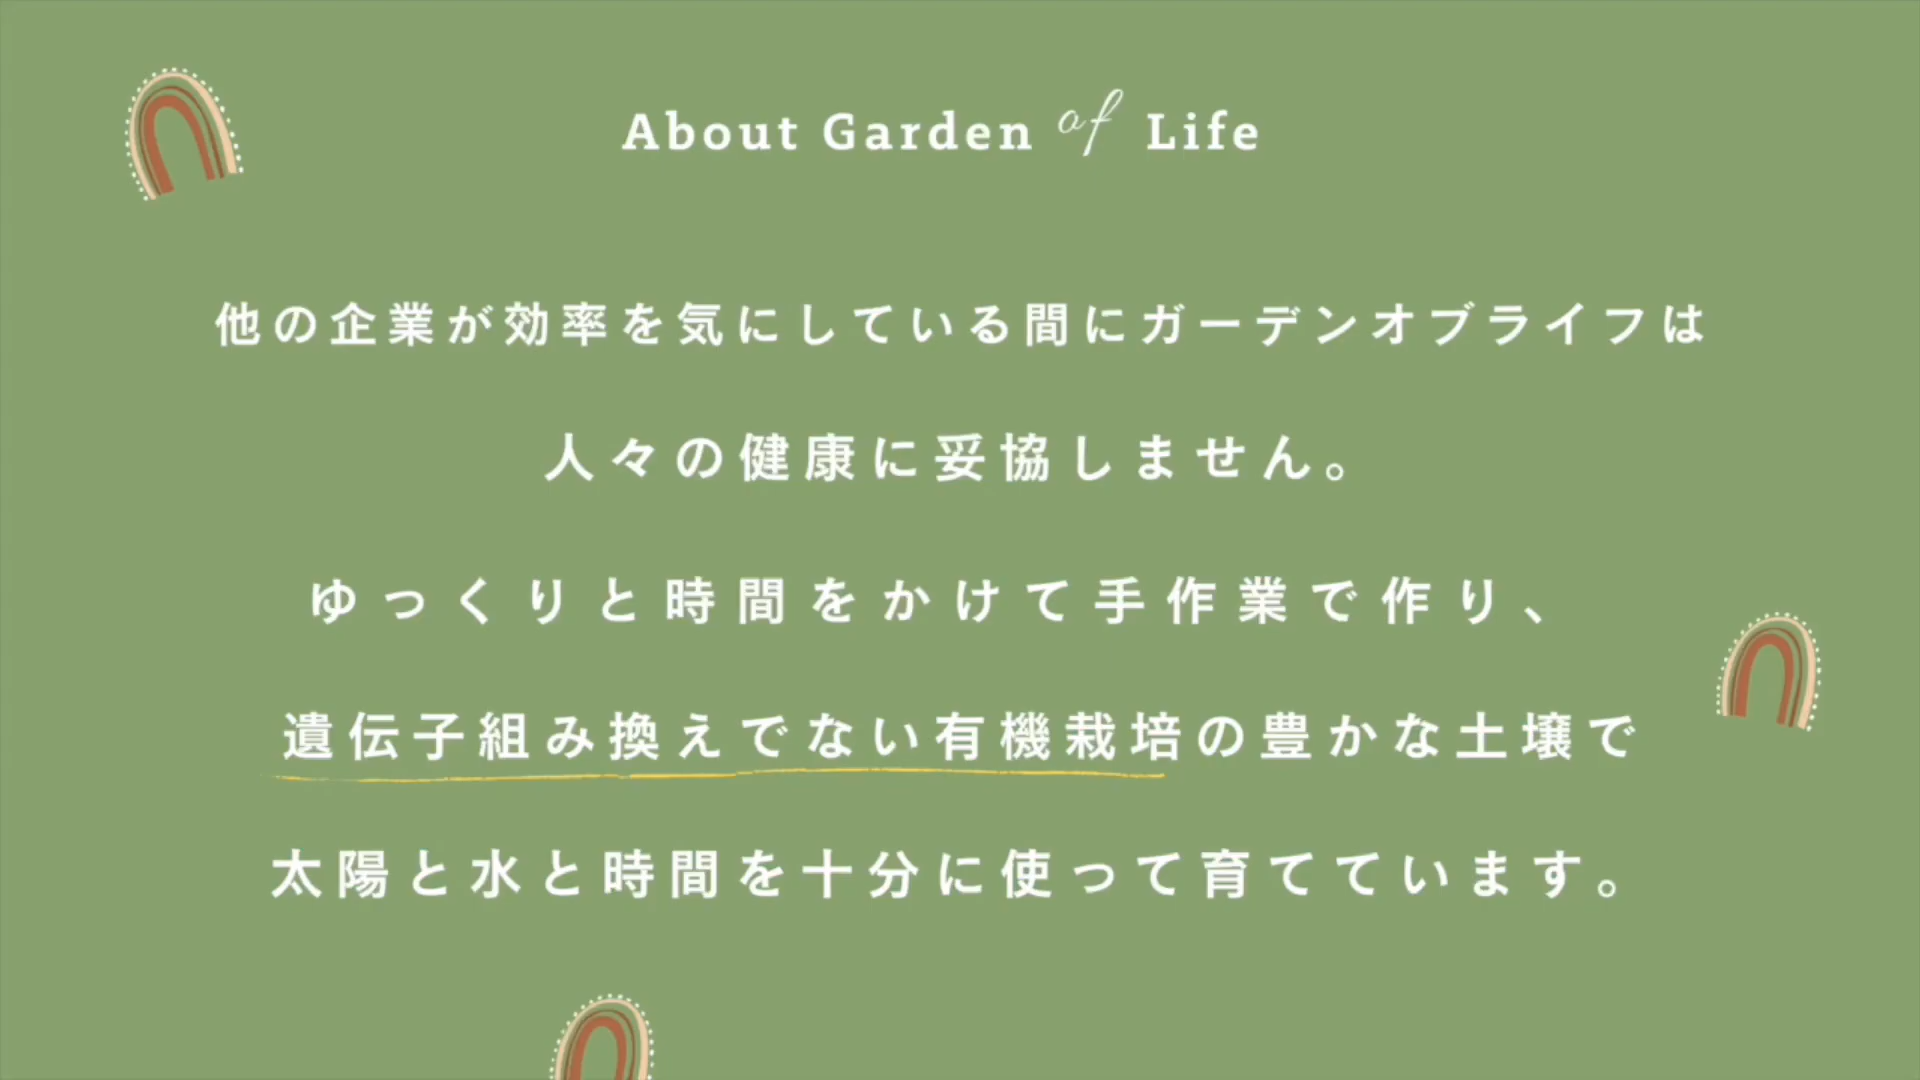 About Garden of Life
他の企業が効率を気にしている間にガーデンオブライフは
人々の健康に妥協しません。
ゆっくりと時間をかけて手作業で作り、
遺伝子組み換えでない有機栽培の豊かな土壌で
太陽と水と時間を十分に使って育てています。